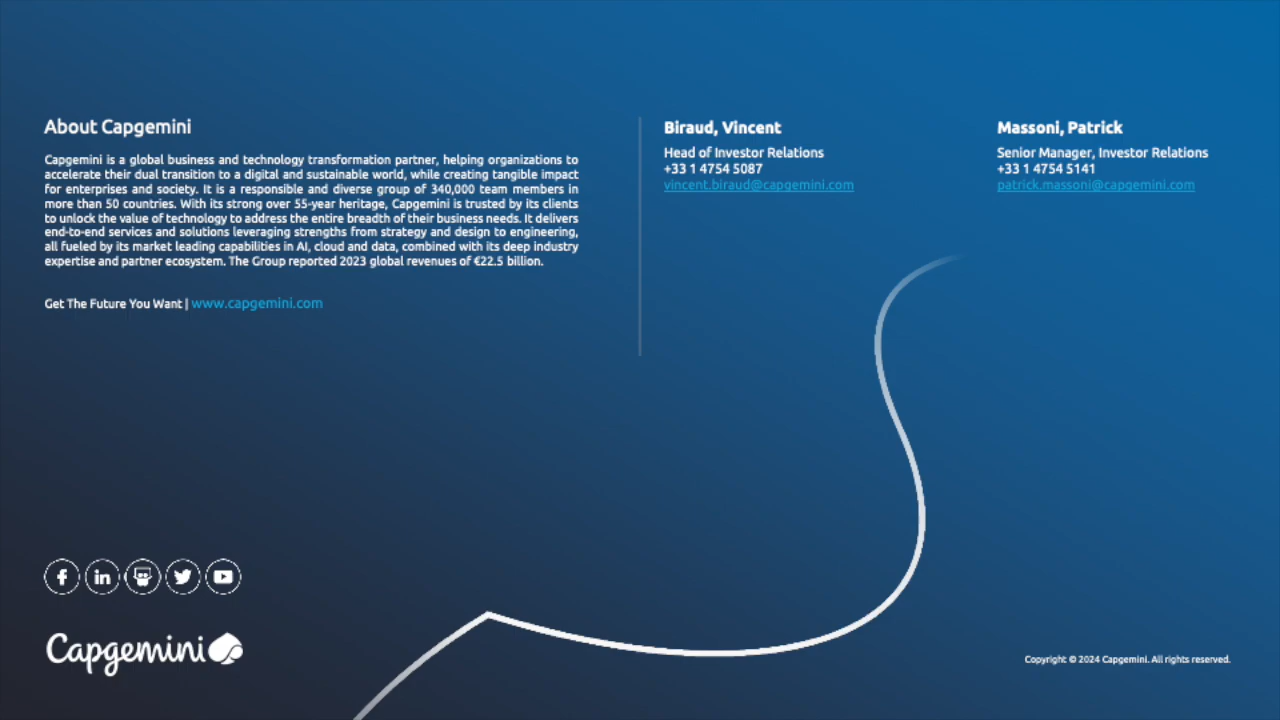 About Capgemini
Capgemini is a global business and technology transformation partner, helping organizations to
accelerate their dual transition to a digital and sustainable world, while creating tangible impact
for enterprises and society. It is a responsible and diverse group of 340,000 team members in
more than 50 countries. With its strong over 55-year heritage, Capgemini is trusted by its clients
to unlock the value of technology to address the entire breadth of their business needs. It delivers
end-to-end services and solutions leveraging strengths from strategy and design to engineering,
all fueled by its market leading capabilities in AI, cloud and data, combined with its deep industry
expertise and partner ecosystem. The Group reported 2023 global revenues of €22.5 billion.
Get The Future You Want | www.capgemini.com
Biraud, Vincent
Head of Investor Relations
+33 1 4754 5087
vincent.biraud@capgemini.com
Massoni, Patrick
Senior Manager, Investor Relations
+33 1 4754 5141
patrick.massoni@capgemini.com
Capgemini
Copyright © 2024 Capgemini. All rights reserved.